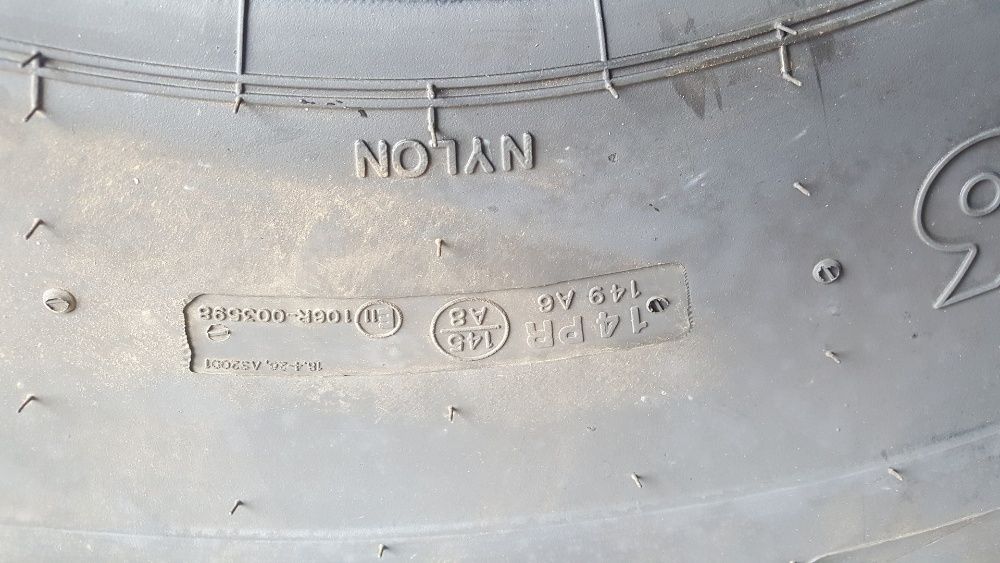 18.4-26, AS2001
14 PR
149 A6
145
A8
E11 106R-003598
NYLON